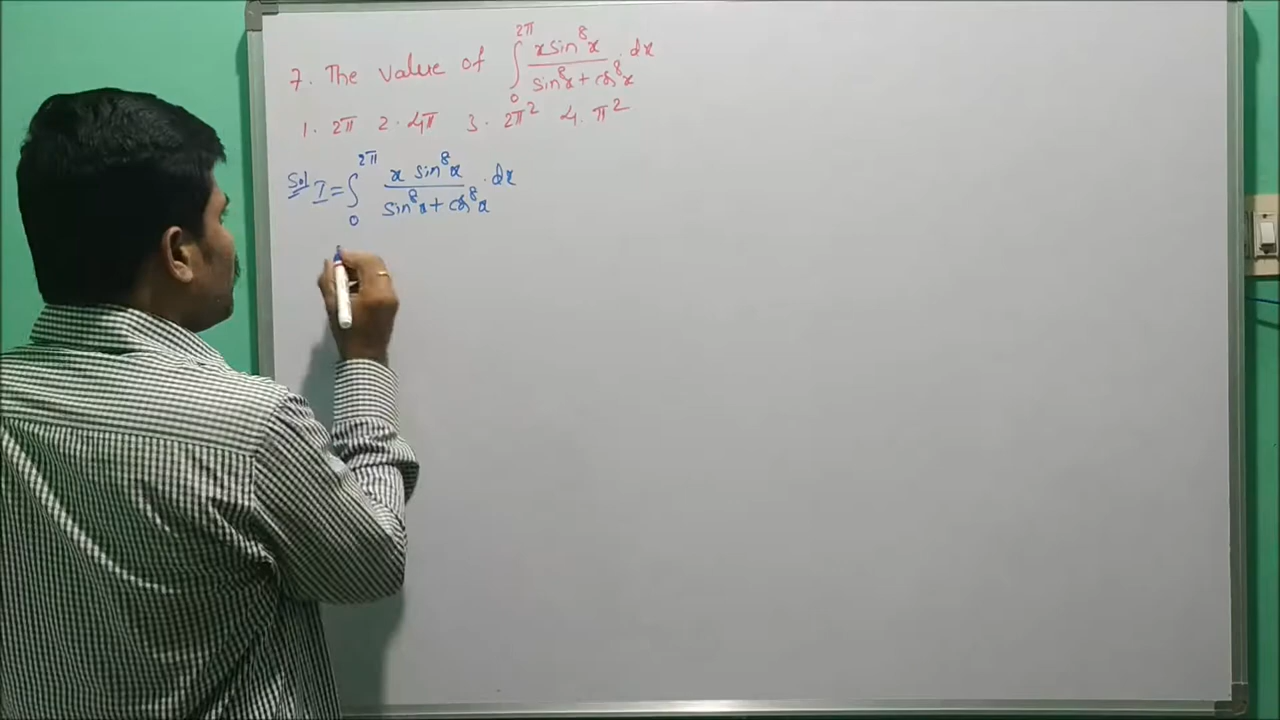 7. The value of ∫₀^2π x sin⁸x / sin⁸x + cos⁸x . dx
1. 2π 2. 4π 3. 2π² 4. π²
Sol I = ∫₀^2π x sin⁸x / sin⁸x + cos⁸x . dx